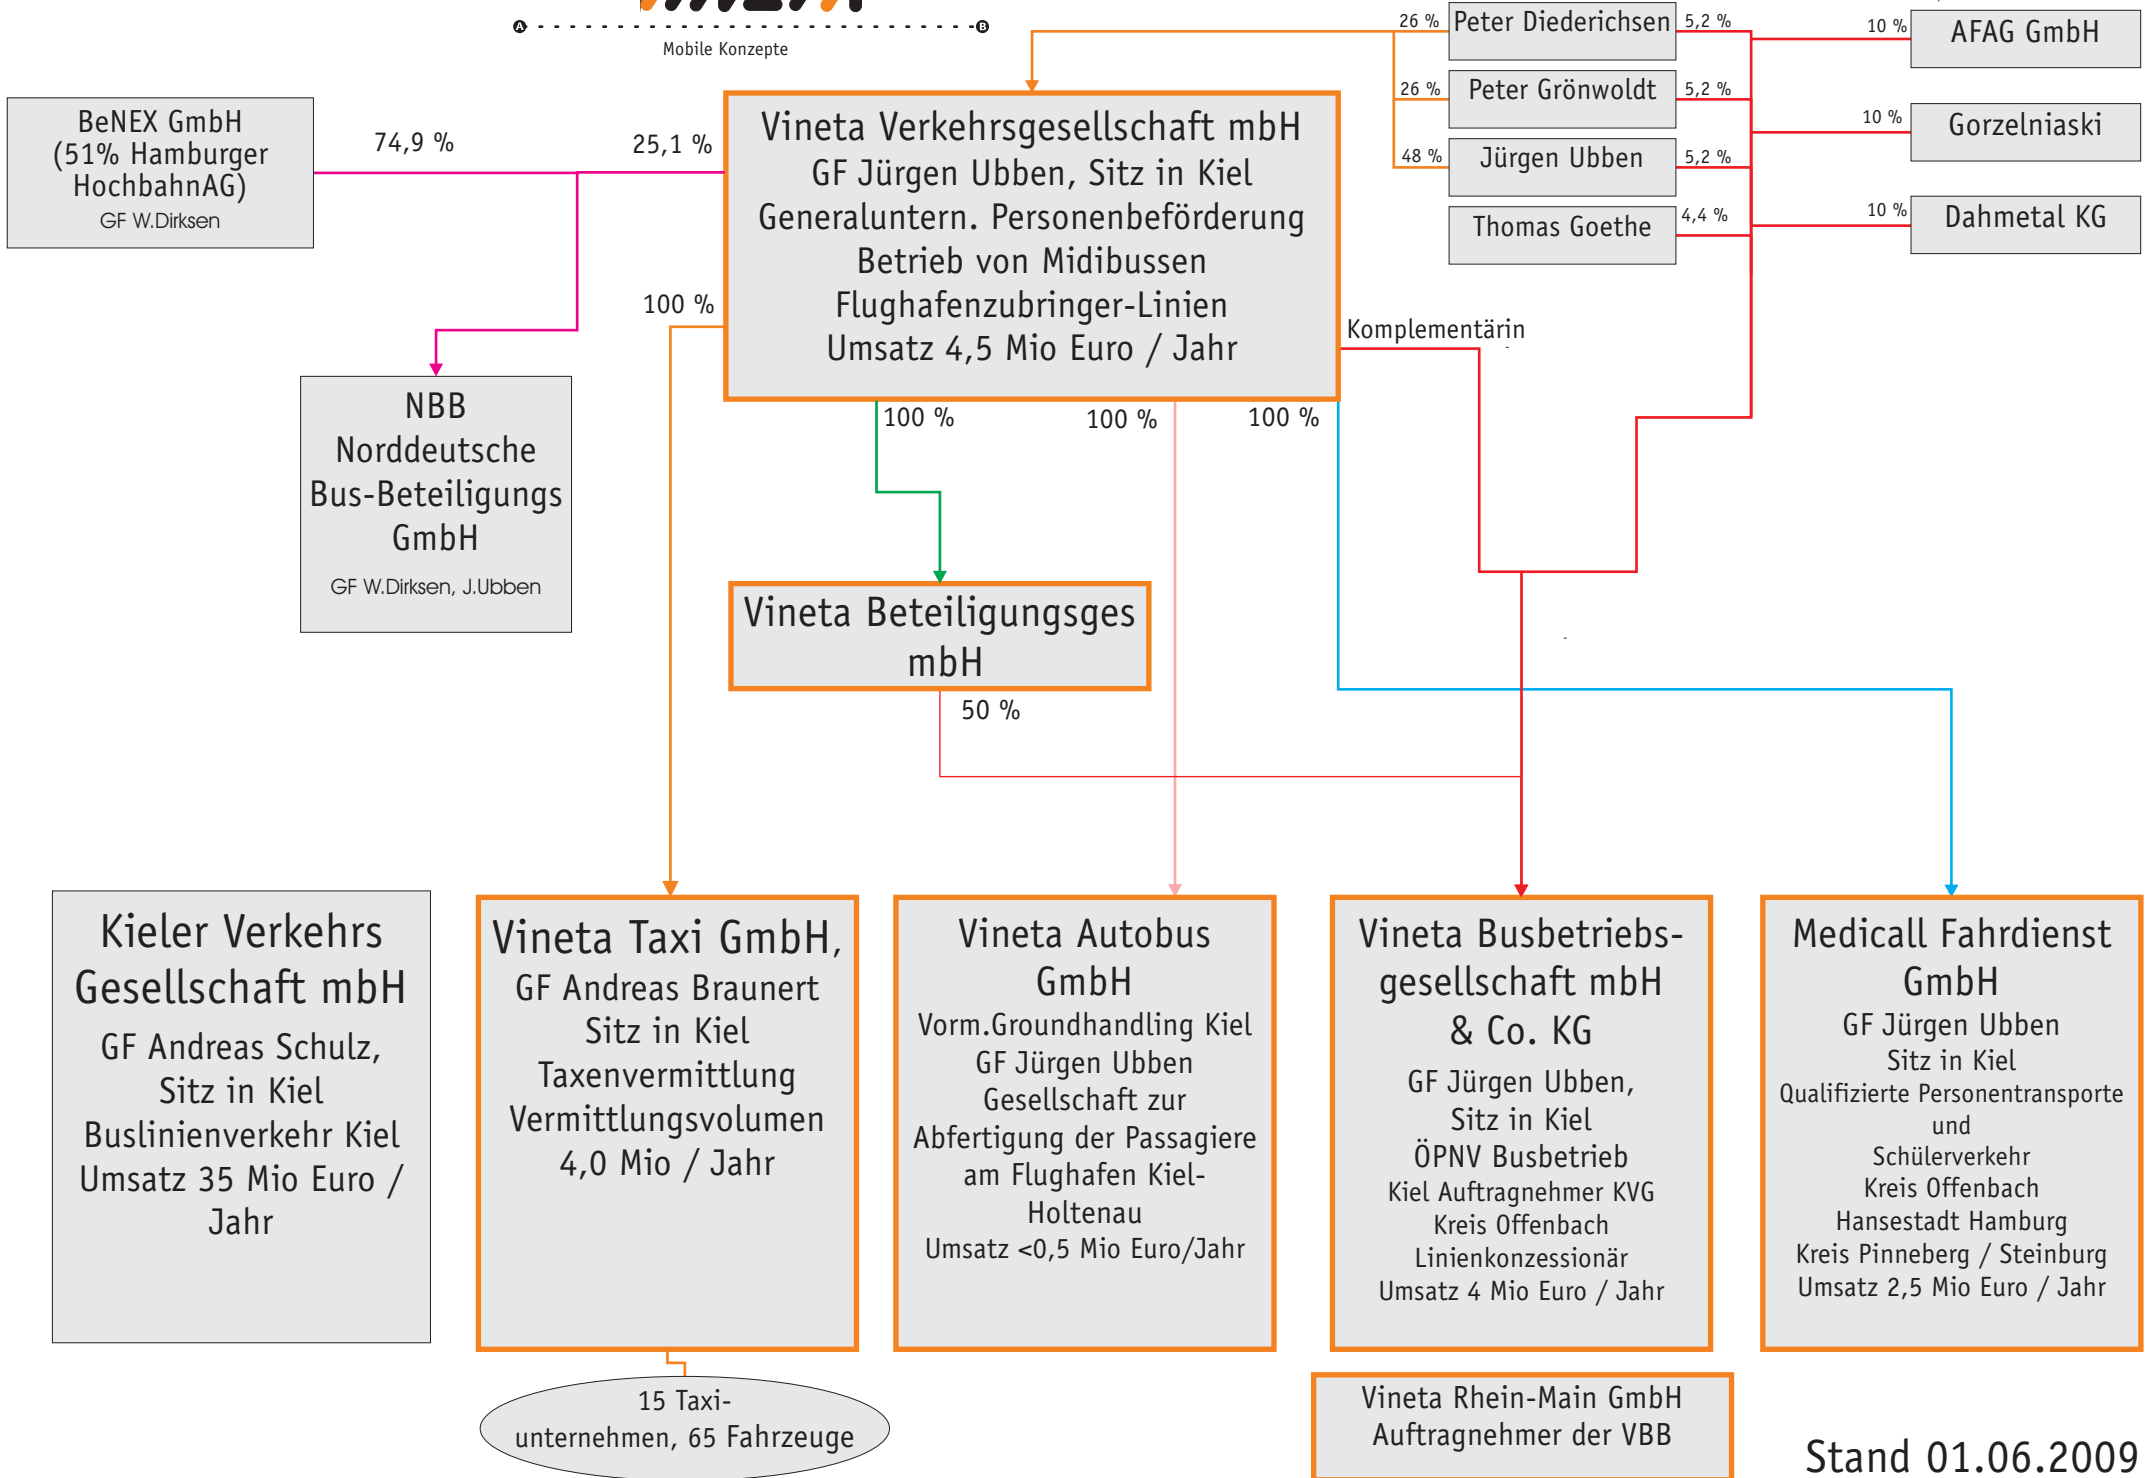 A
B
Mobile Konzepte
26 %
Peter Diederichsen
5,2 %
10 %
AFAG GmbH
26 %
Peter Grönwoldt
5,2 %
10 %
Gorzelniaski
48 %
Jürgen Ubben
5,2 %
Thomas Goethe
4,4 %
10 %
Dahmetal KG
BeNEX GmbH
(51% Hamburger
HochbahnAG)
GF W.Dirksen
74,9 %
25,1 %
Vineta Verkehrsgesellschaft mbH
GF Jürgen Ubben, Sitz in Kiel
Generaluntern. Personenbeförderung
Betrieb von Midibussen
Flughafenzubringer-Linien
Umsatz 4,5 Mio Euro / Jahr
100 %
Komplementärin
100 %
100 %
100 %
NBB
Norddeutsche
Bus-Beteiligungs
GmbH
GF W.Dirksen, J.Ubben
Vineta Beteiligungsges
mbH
50 %
Kieler Verkehrs
Gesellschaft mbH
GF Andreas Schulz,
Sitz in Kiel
Buslinienverkehr Kiel
Umsatz 35 Mio Euro /
Jahr
Vineta Taxi GmbH,
GF Andreas Braunert
Sitz in Kiel
Taxenvermittlung
Vermittlungsvolumen
4,0 Mio / Jahr
Vineta Autobus
GmbH
Vorm.Groundhandling Kiel
GF Jürgen Ubben
Gesellschaft zur
Abfertigung der Passagiere
am Flughafen Kiel-
Holtenau
Umsatz <0,5 Mio Euro/Jahr
Vineta Busbetriebs-
gesellschaft mbH
& Co. KG
GF Jürgen Ubben,
Sitz in Kiel
ÖPNV Busbetrieb
Kiel Auftragnehmer KVG
Kreis Offenbach
Linienkonzessionär
Umsatz 4 Mio Euro / Jahr
Medicall Fahrdienst
GmbH
GF Jürgen Ubben
Sitz in Kiel
Qualifizierte Personentransporte
und
Schülerverkehr
Kreis Offenbach
Hansestadt Hamburg
Kreis Pinneberg / Steinburg
Umsatz 2,5 Mio Euro / Jahr
15 Taxi-
unternehmen, 65 Fahrzeuge
Vineta Rhein-Main GmbH
Auftragnehmer der VBB
Stand 01.06.2009